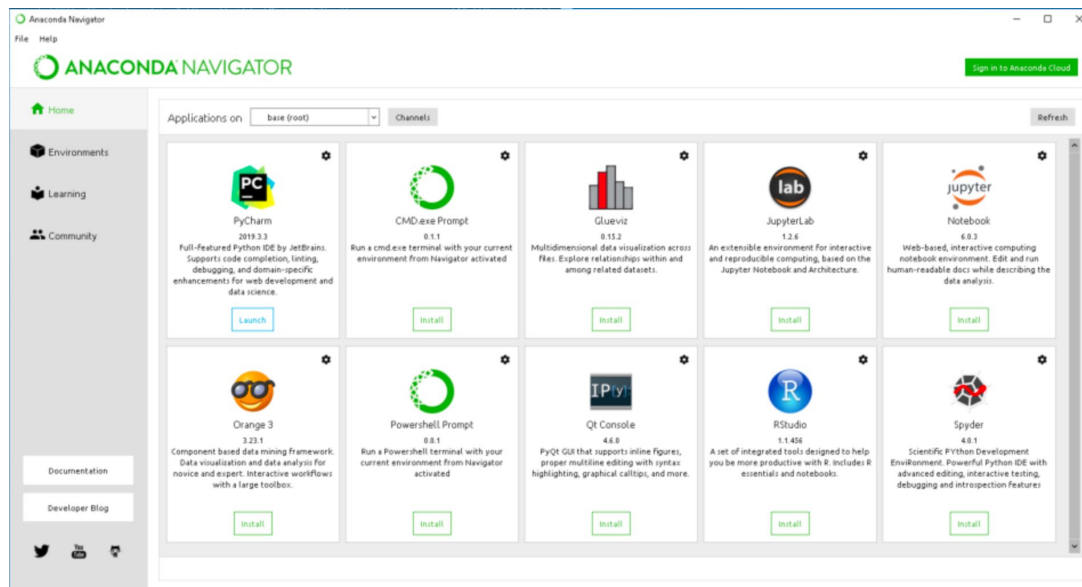 Anaconda Navigator
File Help
ANACONDA NAVIGATOR
Sign in to Anaconda Cloud
Home
Environments
Learning
Community
Documentation
Developer Blog
You
Tube
Applications on base (root) Channels Refresh
PC
PyCharm
2019.3.3
Full-featured Python IDE by JetBrains.
Supports code completion, linting,
debugging, and domain-specific
enhancements for web development and
data science.
Launch
CMD.exe Prompt
0.1.1
Run a cmd.exe terminal with your current
environment from Navigator activated
Install
Glueviz
0.15.2
Multidimensional data visualization across
files. Explore relationships within and
among related datasets.
Install
lab
JupyterLab
1.2.6
An extensible environment for interactive
and reproducible computing, based on the
Jupyter Notebook and Architecture.
Install
jupyter
Notebook
6.0.3
Web-based, interactive computing
notebook environment. Edit and run
human-readable docs while describing the
data analysis.
Install
Orange 3
3.23.1
Component based data mining framework.
Data visualization and data analysis for
novice and expert. Interactive workflows
with a large toolbox.
Install
Powershell Prompt
0.0.1
Run a Powershell terminal with your
current environment from Navigator
activated
Install
IP[y]:
Qt Console
4.6.0
PyQt GUI that supports inline figures,
proper multiline editing with syntax
highlighting, graphical calltips, and more.
Install
R
RStudio
1.1.456
A set of integrated tools designed to help
you be more productive with R. Includes R
essentials and notebooks.
Install
Spyder
4.0.1
Scientific PYthon Development
EnviRonment. Powerful Python IDE with
advanced editing, interactive testing,
debugging and introspection features
Install